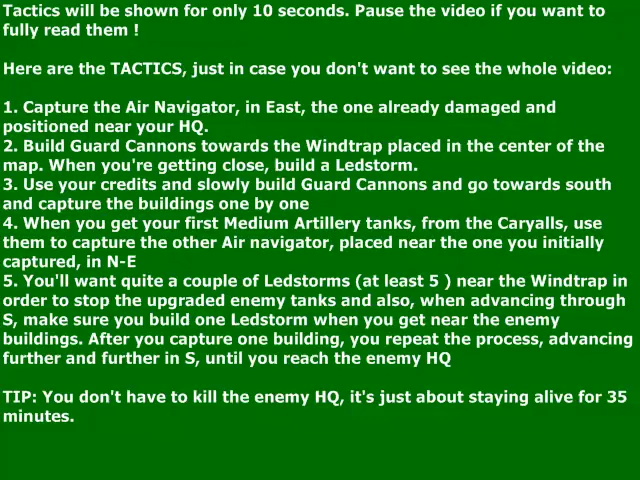 Tactics will be shown for only 10 seconds. Pause the video if you want to
fully read them !
Here are the TACTICS, just in case you don't want to see the whole video:
1. Capture the Air Navigator, in East, the one already damaged and
positioned near your HQ.
2. Build Guard Cannons towards the Windtrap placed in the center of the
map. When you're getting close, build a Ledstorm.
3. Use your credits and slowly build Guard Cannons and go towards south
and capture the buildings one by one
4. When you get your first Medium Artillery tanks, from the Caryalls, use
them to capture the other Air navigator, placed near the one you initially
captured, in N-E
5. You'll want quite a couple of Ledstorms (at least 5 ) near the Windtrap in
order to stop the upgraded enemy tanks and also, when advancing through
S, make sure you build one Ledstorm when you get near the enemy
buildings. After you capture one building, you repeat the process, advancing
further and further in S, until you reach the enemy HQ
TIP: You don't have to kill the enemy HQ, it's just about staying alive for 35
minutes.